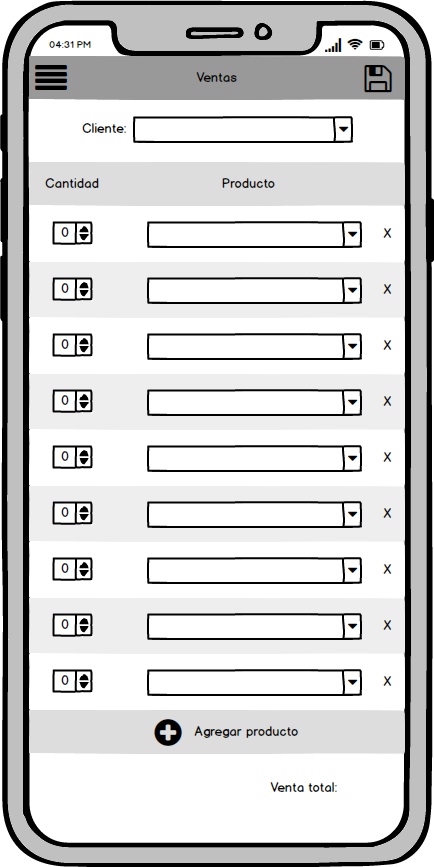 04:31 PM
Ventas
Cliente:
Cantidad Producto
0 X
0 X
0 X
0 X
0 X
0 X
0 X
0 X
0 X
Agregar producto
Venta total: